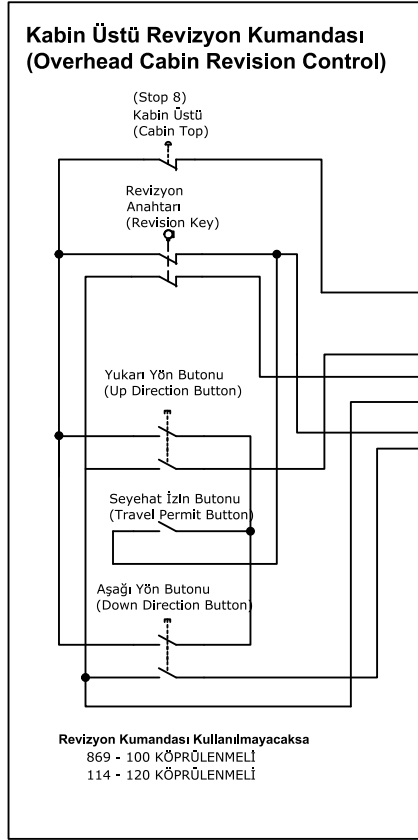 Kabin Üstü Revizyon Kumandası
(Overhead Cabin Revision Control)
(Stop 8)
Kabin Üstü
(Cabin Top)
Revizyon
Anahtarı
(Revision Key)
Yukarı Yön Butonu
(Up Direction Button)
Seyehat İzln Butonu
(Travel Permit Button)
Aşağı Yön Butonu
(Down Direction Button)
Revizyon Kumandası Kullanılmayacaksa
869 - 100 KÖPRÜLENMELİ
114 - 120 KÖPRÜLENMELİ